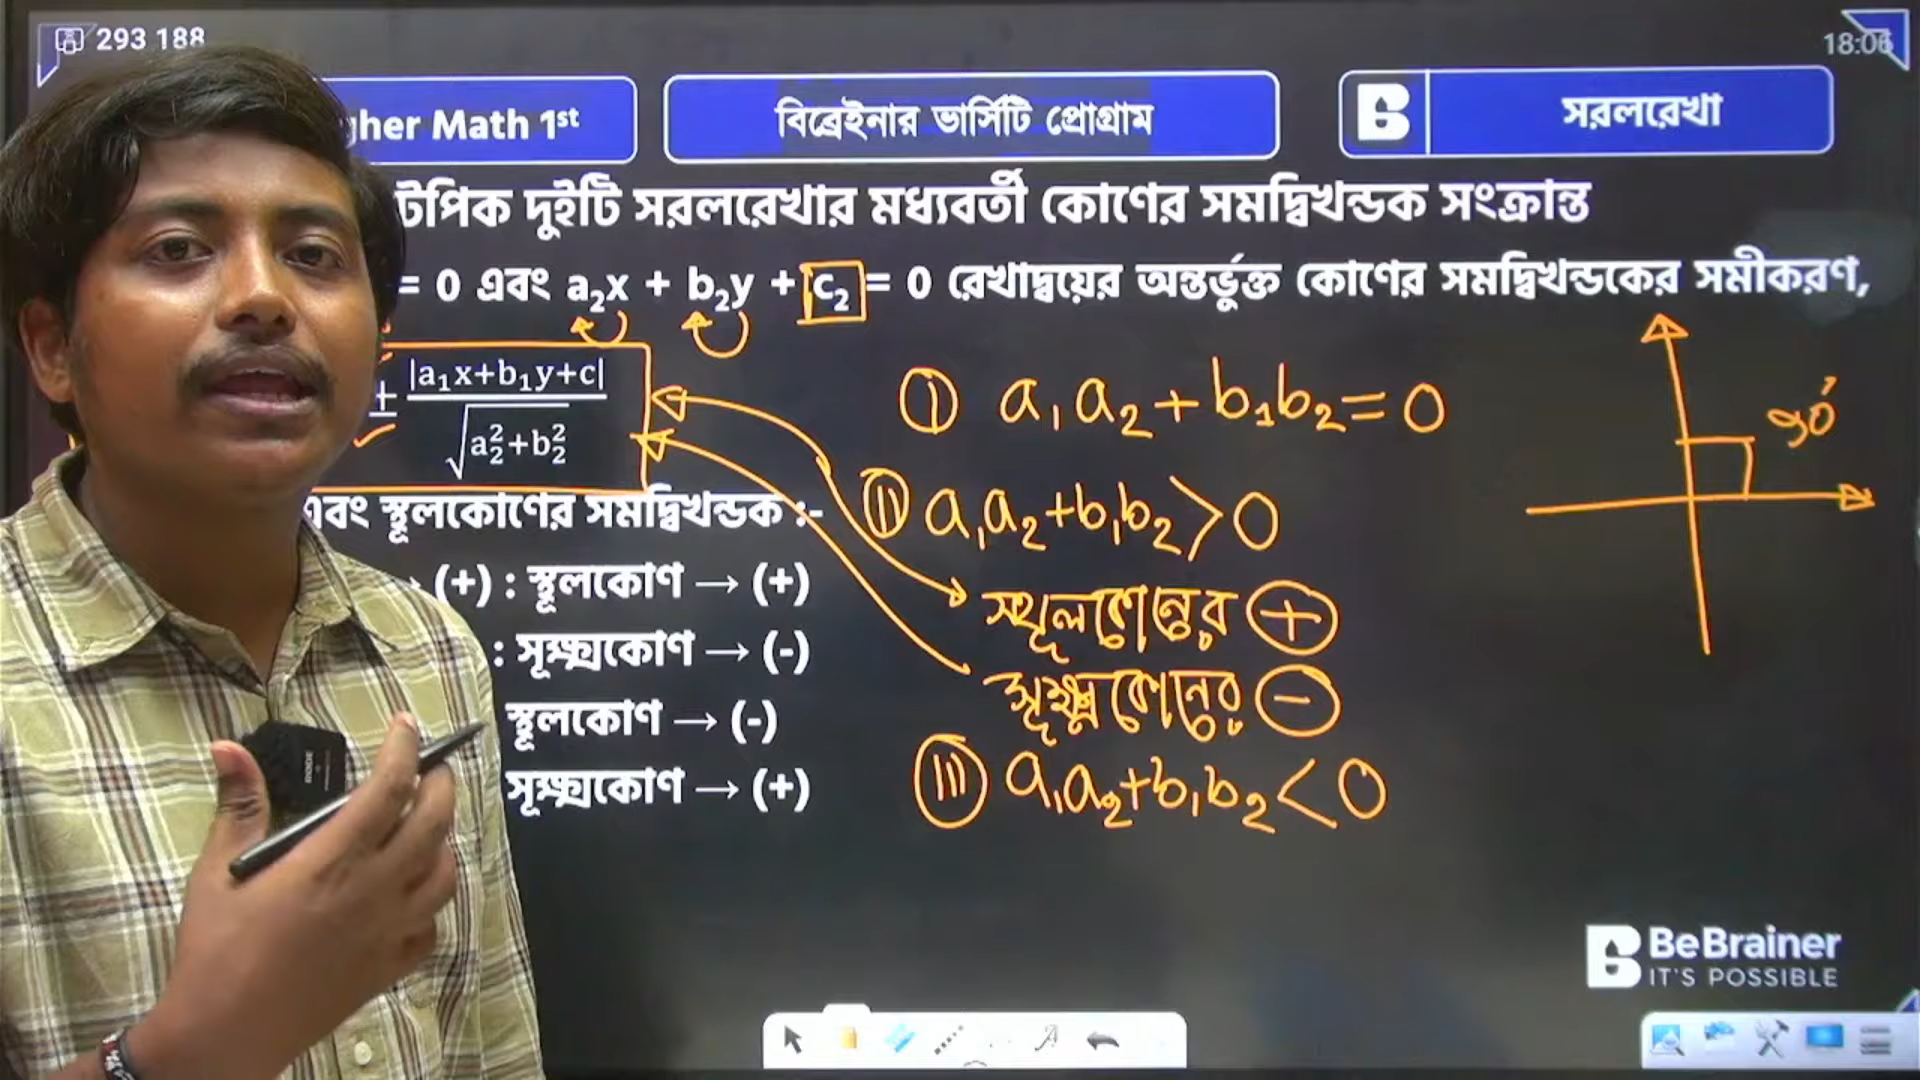 293 188
18:06
gher Math 1st
বিব্রেইনার ভার্সিটি প্রোগ্রাম
B
সরলরেখা
টপিক দুইটি সরলরেখার মধ্যবর্তী কোণের সমদ্বিখন্ডক সংক্রান্ত
= 0 এবং a₂x + b₂y + c₂ = 0 রেখাদ্বয়ের অন্তর্ভুক্ত কোণের সমদ্বিখন্ডকের সমীকরণ,
± |a₁x+b₁y+c| / √(a₂²+b₂²)
এবং স্থূলকোণের সমদ্বিখন্ডক :-
→ (+) : স্থূলকোণ → (+)
: সূক্ষ্মকোণ → (-)
স্থূলকোণ → (-)
সূক্ষ্মকোণ → (+)
i a₁a₂+b₁b₂=0
ii a₁a₂+b₁b₂>0
স্থূলকোনের +
সূক্ষ্মকোনের -
iii a₁a₂+b₁b₂<0
90°
RODE
BeBrainer
IT'S POSSIBLE